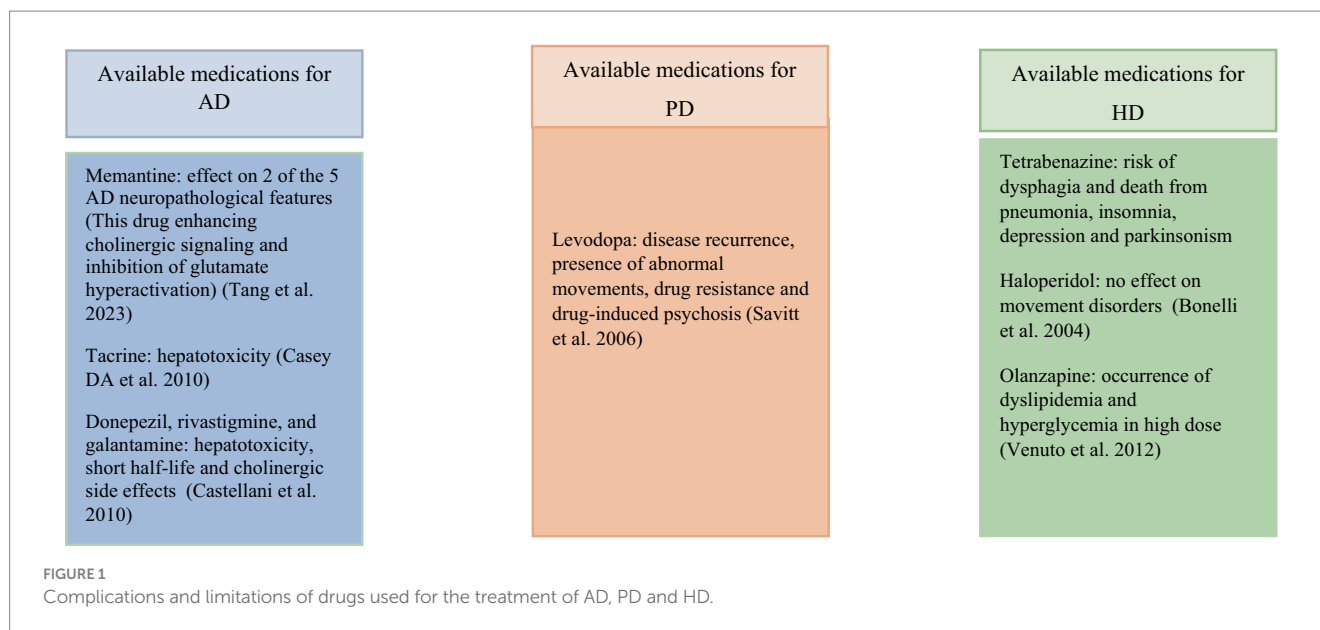 Available medications for
AD
Memantine: effect on 2 of the 5
AD neuropathological features
(This drug enhancing
cholinergic signaling and
inhibition of glutamate
hyperactivation) (Tang et al.
2023)
Tacrine: hepatotoxicity (Casey
DA et al. 2010)
Donepezil, rivastigmine, and
galantamine: hepatotoxicity,
short half-life and cholinergic
side effects (Castellani et al.
2010)
Available medications for
PD
Levodopa: disease recurrence,
presence of abnormal
movements, drug resistance and
drug-induced psychosis (Savitt et
al. 2006)
Available medications for
HD
Tetrabenazine: risk of
dysphagia and death from
pneumonia, insomnia,
depression and parkinsonism
Haloperidol: no effect on
movement disorders (Bonelli
et al. 2004)
Olanzapine: occurrence of
dyslipidemia and
hyperglycemia in high dose
(Venuto et al. 2012)
FIGURE 1
Complications and limitations of drugs used for the treatment of AD, PD and HD.